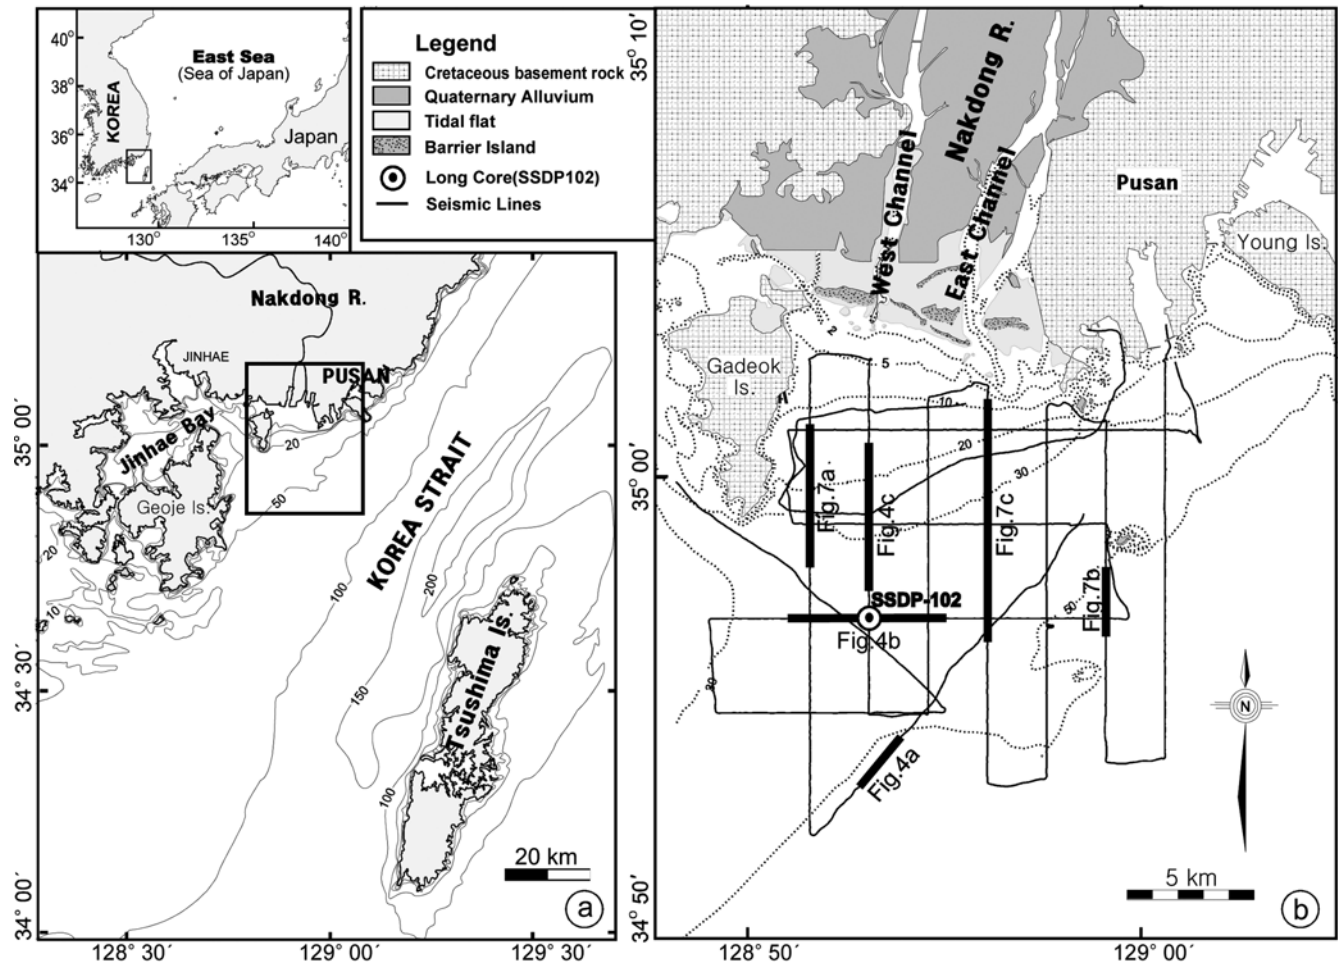 40°
38°
36°
34°
130°
135°
140°
East Sea
(Sea of Japan)
KOREA
Japan
Legend
Cretaceous basement rock
Quaternary Alluvium
Tidal flat
Barrier Island
Long Core(SSDP102)
Seismic Lines
Nakdong R.
JINHAE
PUSAN
Jinhae Bay
Geoje Is.
20
50
20
10
100
KOREA STRAIT
200
150
100
Tsushima Is.
20 km
a
35° 00´
34° 30´
34° 00´
128° 30´
129° 00´
129° 30´
35° 10´
Nakdong R.
West Channel
East Channel
Pusan
Young Is.
Gadeok
Is.
2
5
10
20
30
Fig.7a
Fig.4c
Fig.7c
Fig.7b
50
SSDP-102
Fig.4b
Fig.4a
N
5 km
b
35° 00´
34° 50´
128° 50´
129° 00´